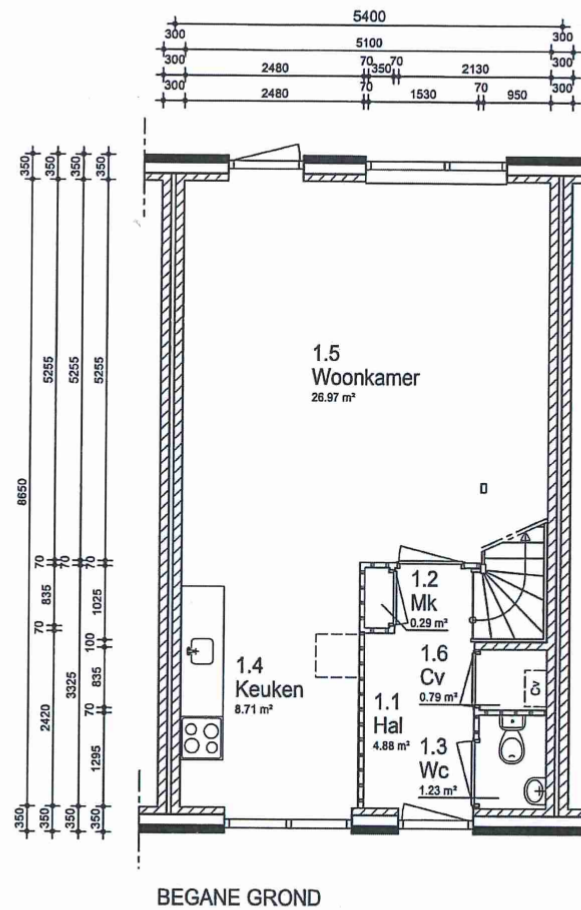 5400
300 5100 300
300 2480 70 350 70 2130 300
300 2480 70 1530 70 950 300
350 350 350 350
8650
5255 5255 5255
70 70 70
835 1025
70 100
835
3325
70
2420 1295
350 350 350 350
1.5
Woonkamer
26.97 m²
1.2
Mk
0.29 m²
1.6
Cv
0.79 m²
Cv
1.4
Keuken
8.71 m²
1.1
Hal
4.88 m²
1.3
Wc
1.23 m²
BEGANE GROND